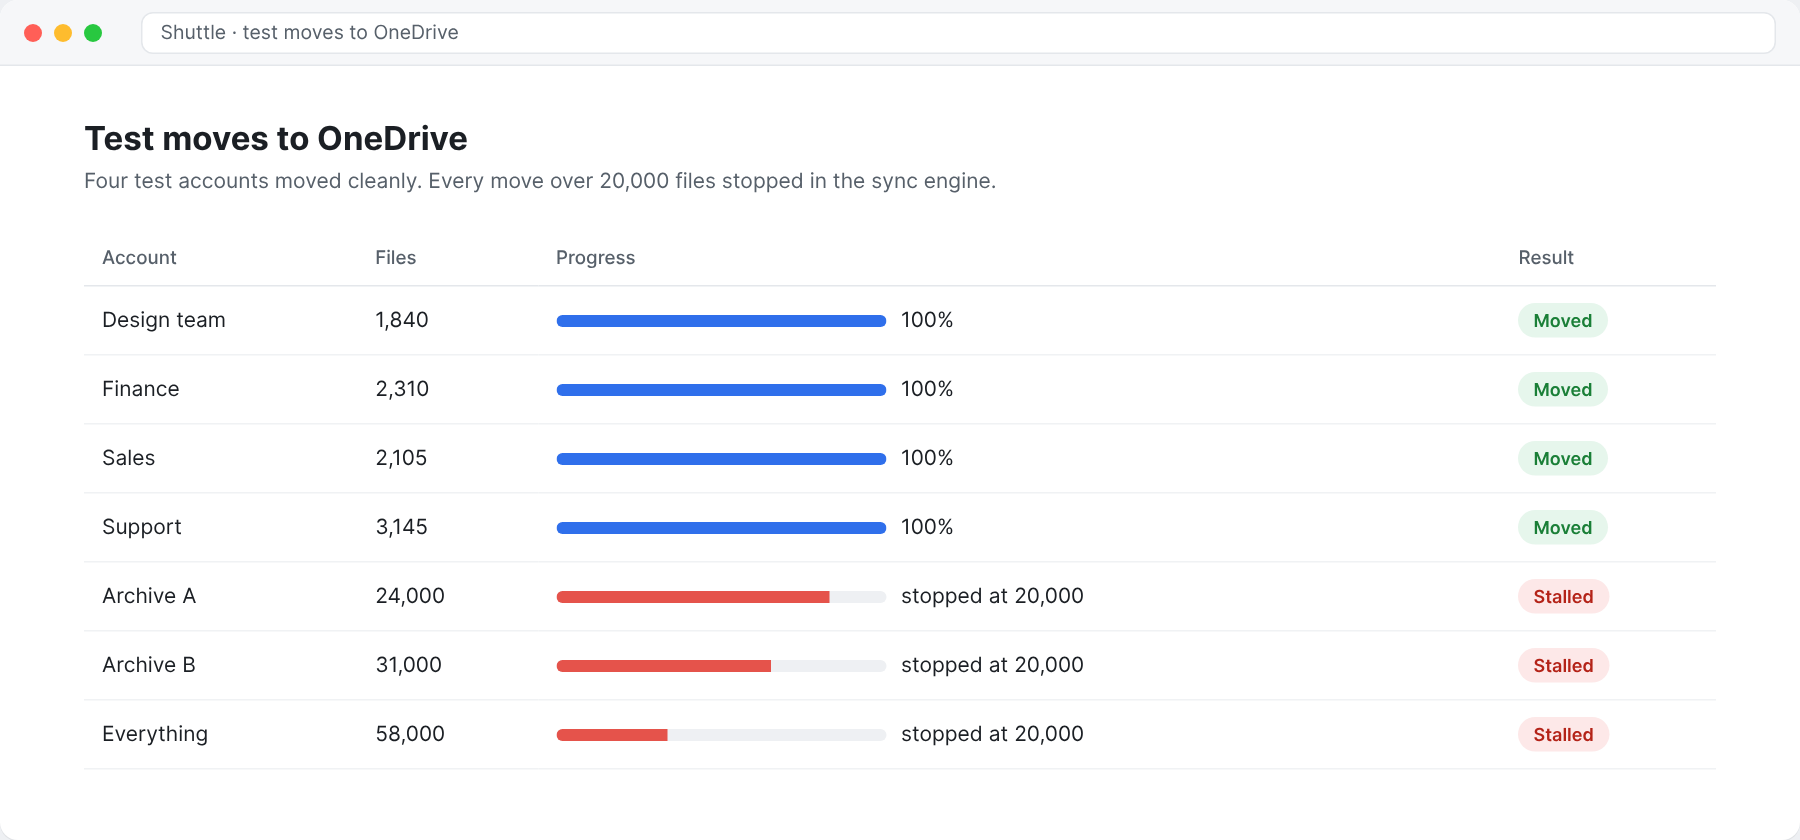 Shuttle · test moves to OneDrive
Test moves to OneDrive
Four test accounts moved cleanly. Every move over 20,000 files stopped in the sync engine.
Account Files Progress Result
Design team 1,840 100% Moved
Finance 2,310 100% Moved
Sales 2,105 100% Moved
Support 3,145 100% Moved
Archive A 24,000 stopped at 20,000 Stalled
Archive B 31,000 stopped at 20,000 Stalled
Everything 58,000 stopped at 20,000 Stalled